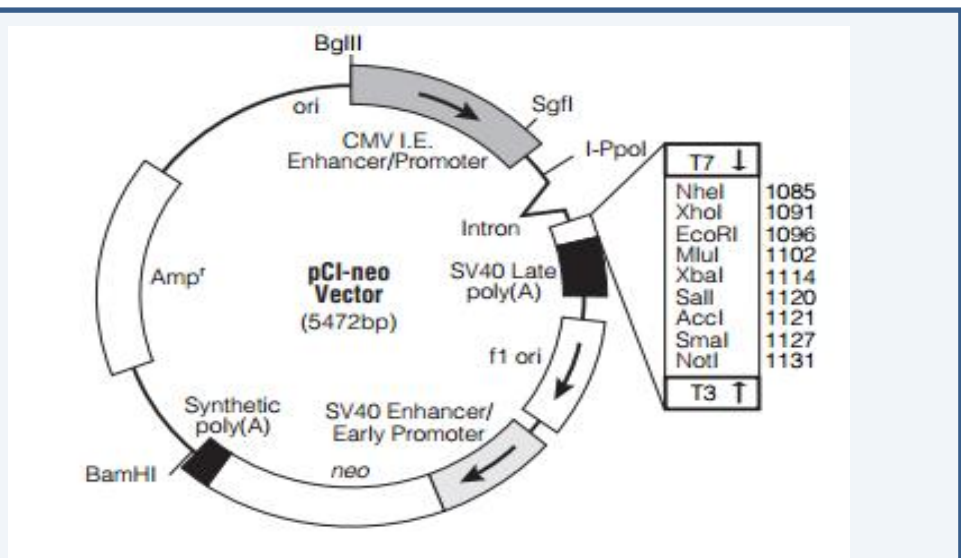 BglII
ori
SgfI
CMV I.E.
Enhancer/Promoter
I-PpoI
T7 ↓
NheI 1085
XhoI 1091
EcoRI 1096
MluI 1102
XbaI 1114
SalI 1120
AccI 1121
SmaI 1127
NotI 1131
T3 ↑
Intron
Ampʳ
pCI-neo
Vector
(5472bp)
SV40 Late
poly(A)
f1 ori
Synthetic
poly(A)
SV40 Enhancer/
Early Promoter
BamHI
neo